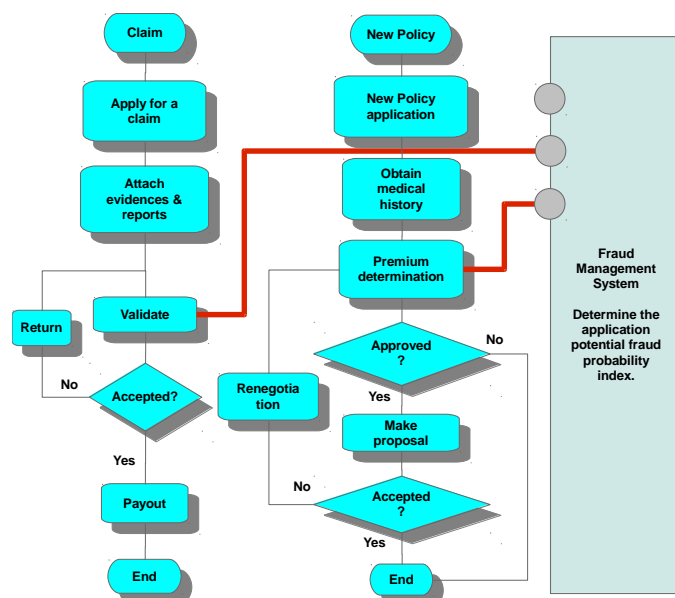 Claim
Apply for a
claim
Attach
evidences &
reports
Return
Validate
No
Accepted?
Yes
Payout
End
New Policy
New Policy
application
Obtain
medical
history
Premium
determination
Approved
?
No
Yes
Renegotia
tion
Make
proposal
No
Accepted
?
Yes
End
Fraud
Management
System
Determine the
application
potential fraud
probability
index.